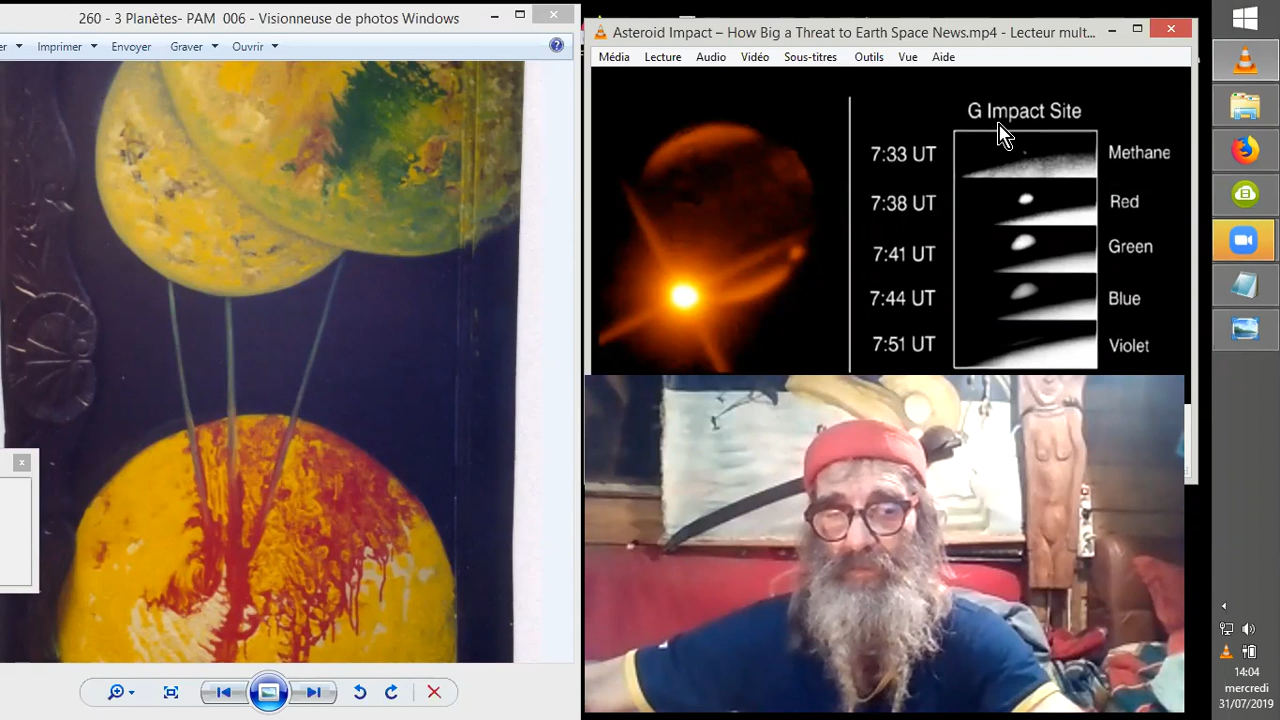 260 - 3 Planètes- PAM 006 - Visionneuse de photos Windows
Imprimer
Envoyer
Graver
Ouvrir
Asteroid Impact – How Big a Threat to Earth Space News.mp4 - Lecteur mult...
Média Lecture Audio Vidéo Sous-titres Outils Vue Aide
G Impact Site
7:33 UT Methane
7:38 UT Red
7:41 UT Green
7:44 UT Blue
7:51 UT Violet
14:04
mercredi
31/07/2019